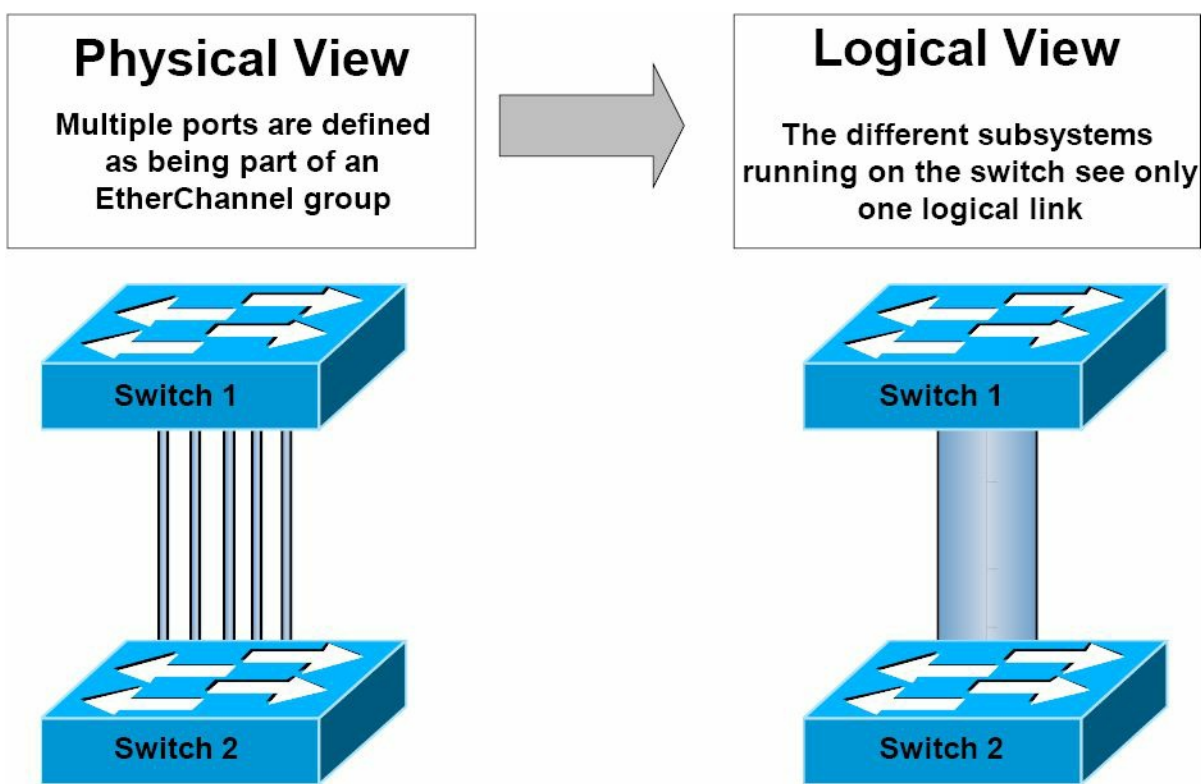 Physical View
Multiple ports are defined
as being part of an
EtherChannel group
Logical View
The different subsystems
running on the switch see only
one logical link
Switch 1
Switch 1
Switch 2
Switch 2